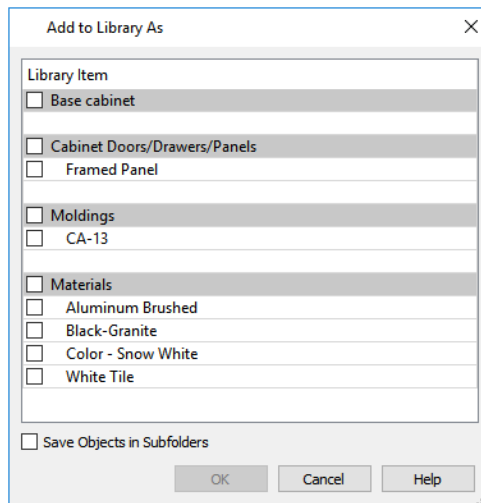 Add to Library As
Library Item
Base cabinet
Cabinet Doors/Drawers/Panels
Framed Panel
Moldings
CA-13
Materials
Aluminum Brushed
Black-Granite
Color - Snow White
White Tile
Save Objects in Subfolders
OK Cancel Help